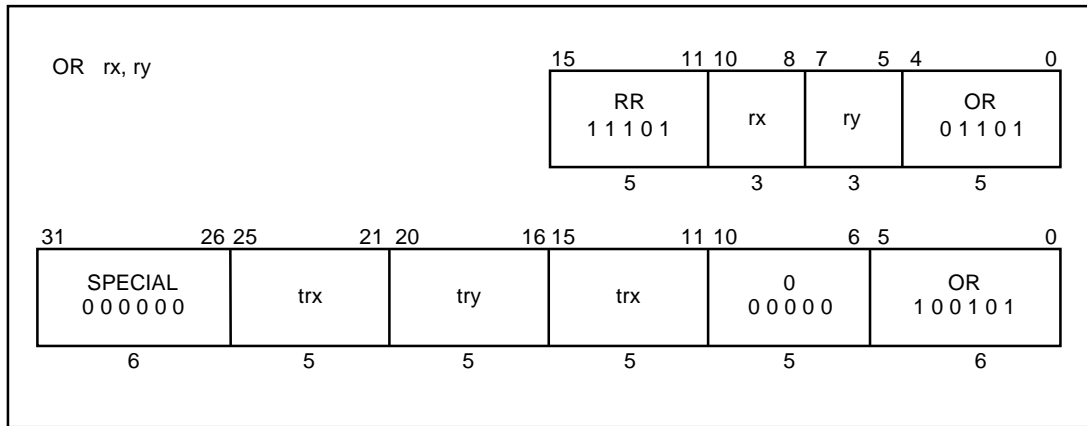 OR rx, ry
15 11 10 8 7 5 4 0
RR rx ry OR
1 1 1 0 1 0 1 1 0 1
5 3 3 5
31 26 25 21 20 16 15 11 10 6 5 0
SPECIAL trx try trx 0 OR
0 0 0 0 0 0 0 0 0 0 0 1 0 0 1 0 1
6 5 5 5 5 6